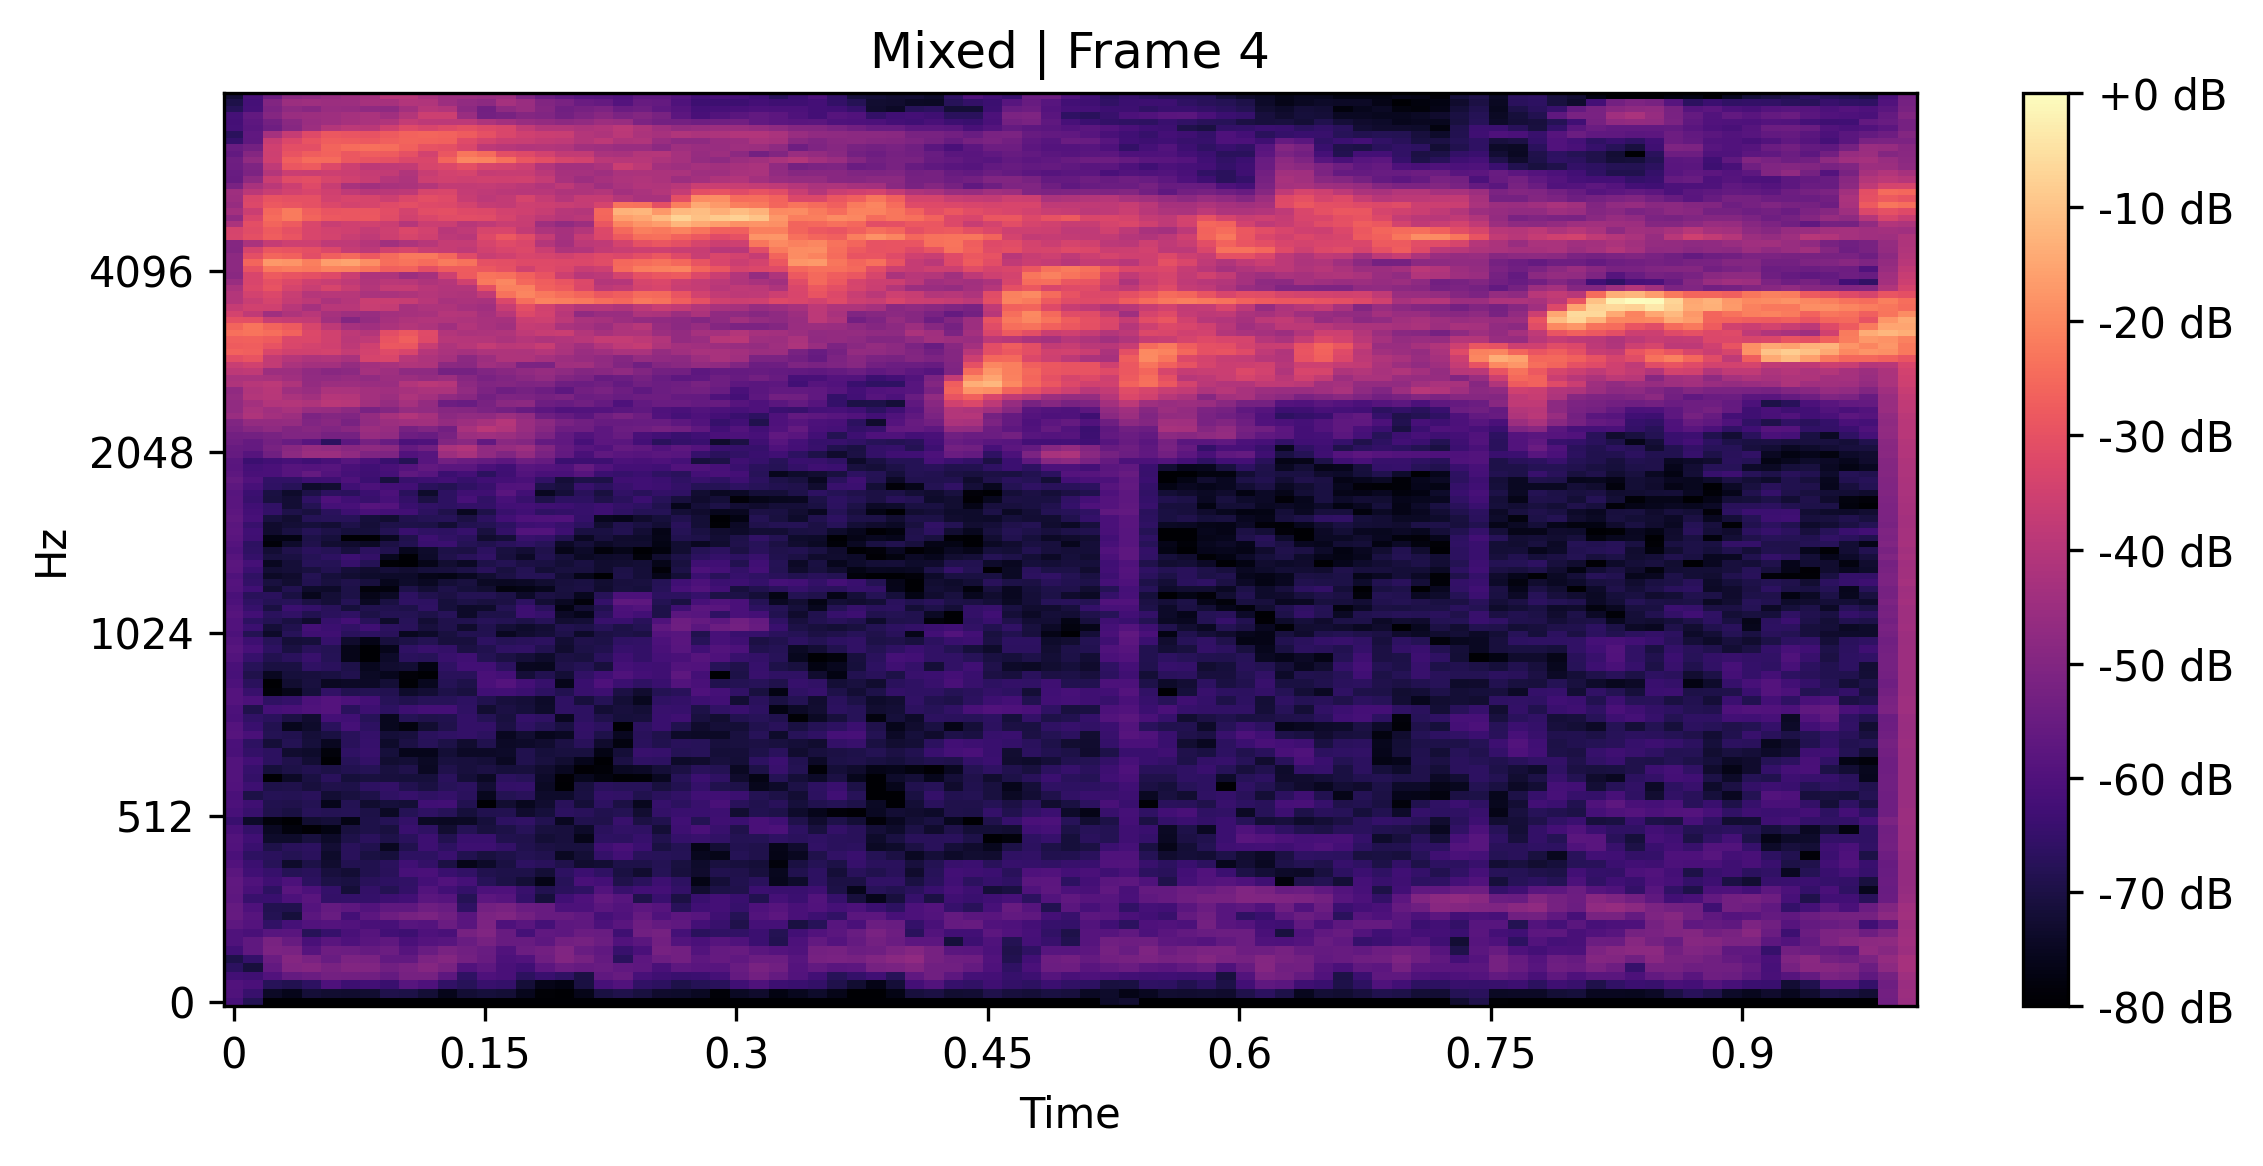 Mixed | Frame 4
Hz
4096
2048
1024
512
0
0
0.15
0.3
0.45
0.6
0.75
0.9
Time
+0 dB
-10 dB
-20 dB
-30 dB
-40 dB
-50 dB
-60 dB
-70 dB
-80 dB